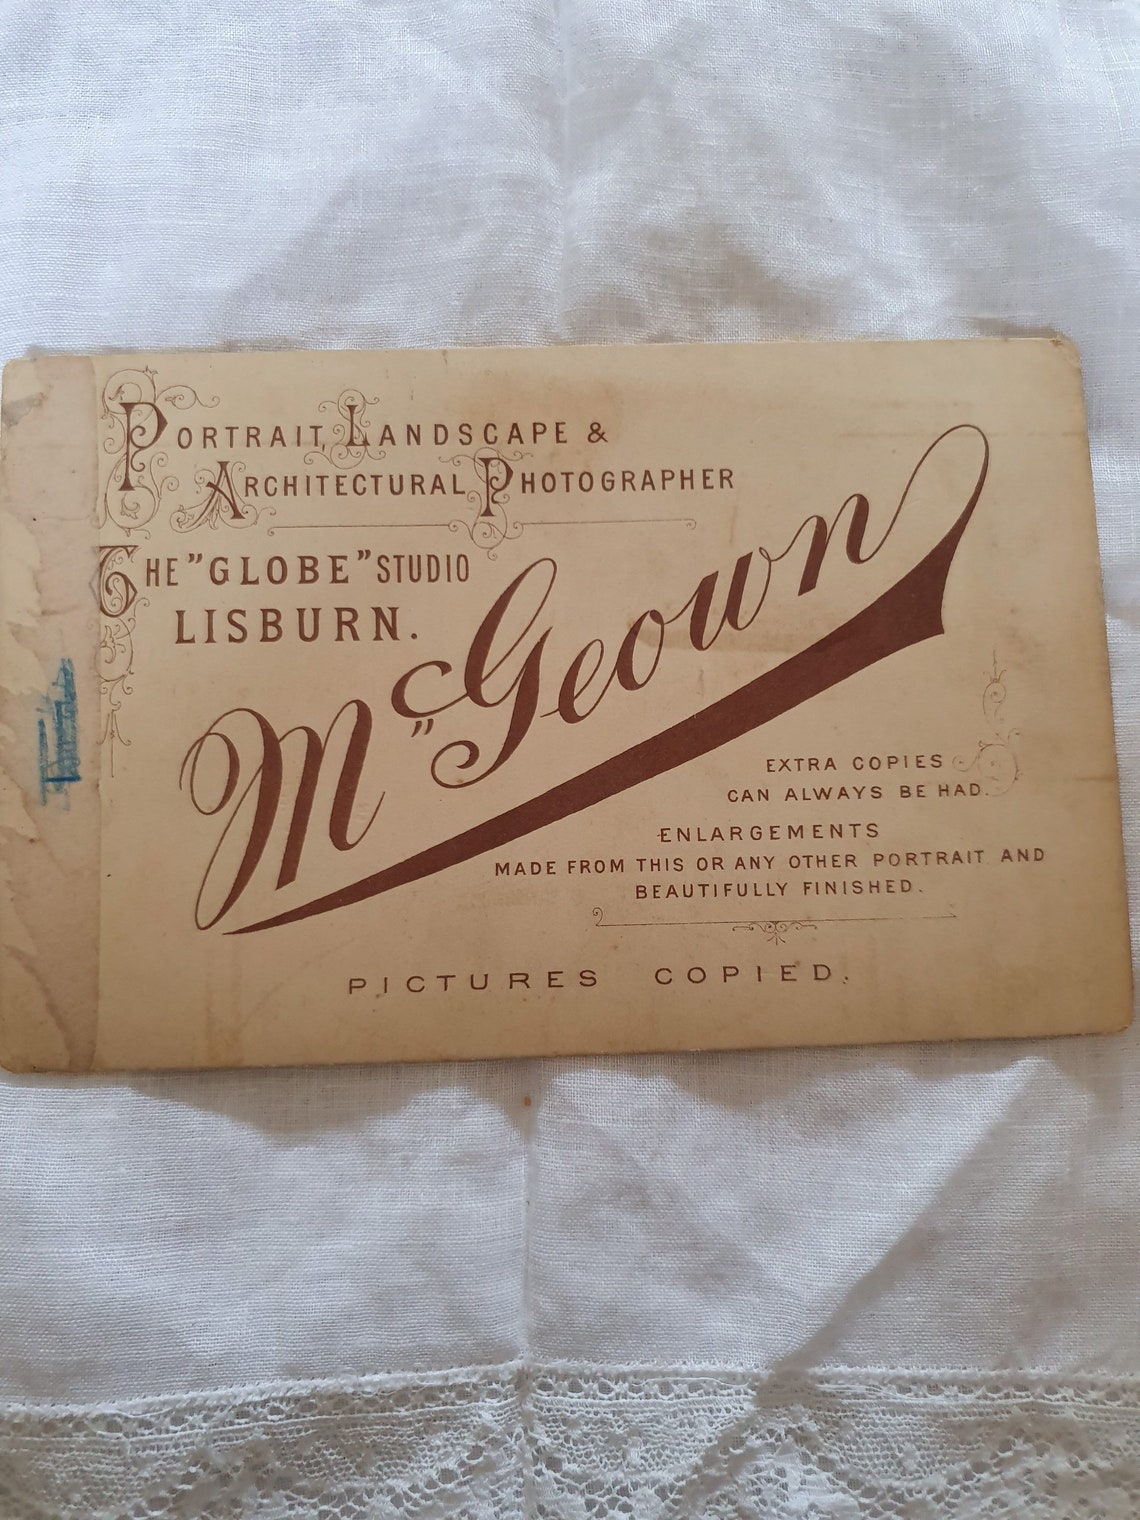 PORTRAIT, LANDSCAPE &
ARCHITECTURAL PHOTOGRAPHER
THE "GLOBE" STUDIO
LISBURN.
McGeown
EXTRA COPIES
CAN ALWAYS BE HAD.
ENLARGEMENTS
MADE FROM THIS OR ANY OTHER PORTRAIT AND
BEAUTIFULLY FINISHED.
PICTURES COPIED.